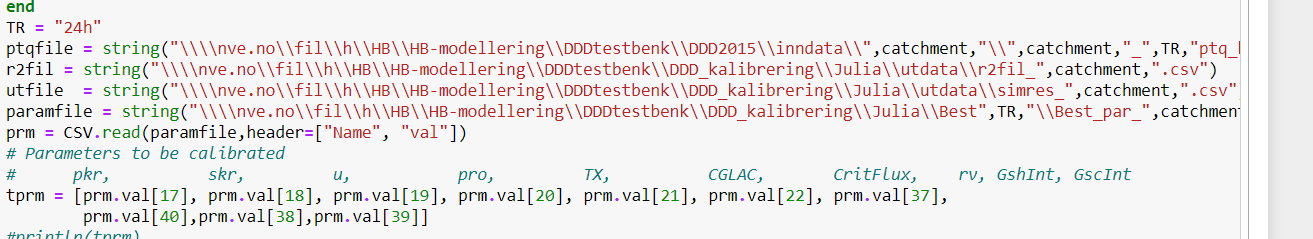 end
TR = "24h"
ptqfile = string("\\\\nve.no\\fil\\h\\HB\\HB-modellering\\DDDtestbenk\\DDD2015\\inndata\\",catchment,"\\",catchment,"_",TR,"ptq_
r2fil = string("\\\\nve.no\\fil\\h\\HB\\HB-modellering\\DDDtestbenk\\DDD_kalibrering\\Julia\\utdata\\r2fil_",catchment,".csv")
utfile  = string("\\\\nve.no\\fil\\h\\HB\\HB-modellering\\DDDtestbenk\\DDD_kalibrering\\Julia\\utdata\\simres_",catchment,".csv"
paramfile = string("\\\\nve.no\\fil\\h\\HB\\HB-modellering\\DDDtestbenk\\DDD_kalibrering\\Julia\\Best",TR,"\\Best_par_",catchment
prm = CSV.read(paramfile,header=["Name", "val"])
# Parameters to be calibrated
#      pkr,          skr,         u,           pro,         TX,          CGLAC,       CritFlux,    rv, GshInt, GscInt
tprm = [prm.val[17], prm.val[18], prm.val[19], prm.val[20], prm.val[21], prm.val[22], prm.val[37],
        prm.val[40],prm.val[38],prm.val[39]]
#println(tprm)